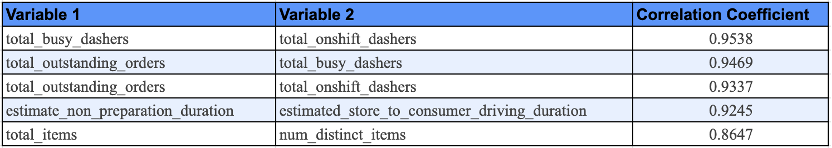 Variable 1 Variable 2 Correlation Coefficient
total_busy_dashers total_onshift_dashers 0.9538
total_outstanding_orders total_busy_dashers 0.9469
total_outstanding_orders total_onshift_dashers 0.9337
estimate_non_preparation_duration estimated_store_to_consumer_driving_duration 0.9245
total_items num_distinct_items 0.8647